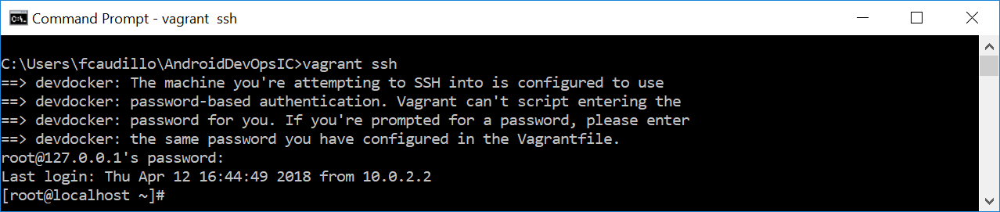 Command Prompt - vagrant  ssh
C:\Users\fcaudillo\AndroidDevOpsIC>vagrant ssh
==> devdocker: The machine you're attempting to SSH into is configured to use
==> devdocker: password-based authentication. Vagrant can't script entering the
==> devdocker: password for you. If you're prompted for a password, please enter
==> devdocker: the same password you have configured in the Vagrantfile.
root@127.0.0.1's password:
Last login: Thu Apr 12 16:44:49 2018 from 10.0.2.2
[root@localhost ~]#